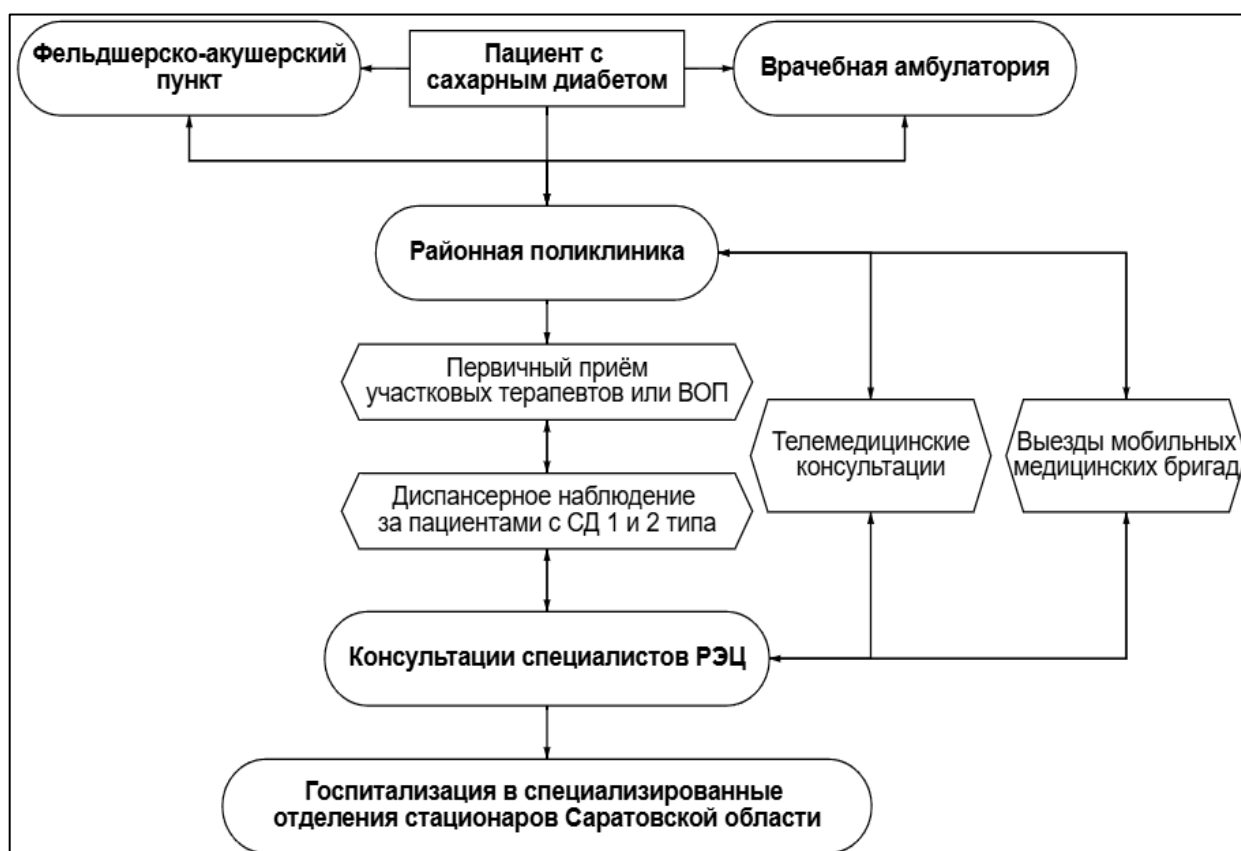 Фельдшерско-акушерский
пункт
Пациент с
сахарным диабетом
Врачебная амбулатория
Районная поликлиника
Первичный приём
участковых терапевтов или ВОП
Телемедицинские
консультации
Выезды мобильных
медицинских бригад
Диспансерное наблюдение
за пациентами с СД 1 и 2 типа
Консультации специалистов РЭЦ
Госпитализация в специализированные
отделения стационаров Саратовской области